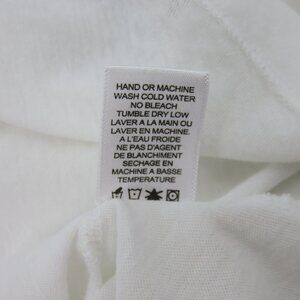 HAND OR MACHINE
WASH COLD WATER
NO BLEACH
TUMBLE DRY LOW
LAVER A LA MAIN OU
LAVER EN MACHINE.
A L'EAU FROIDE
NE PAS D'AGENT
DE BLANCHIMENT
SECHAGE EN
MACHINE A BASSE
TEMPERATURE